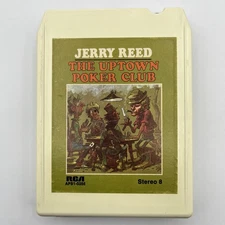 JERRY REED
THE UPTOWN
POKER CLUB
RCA
Stereo 8